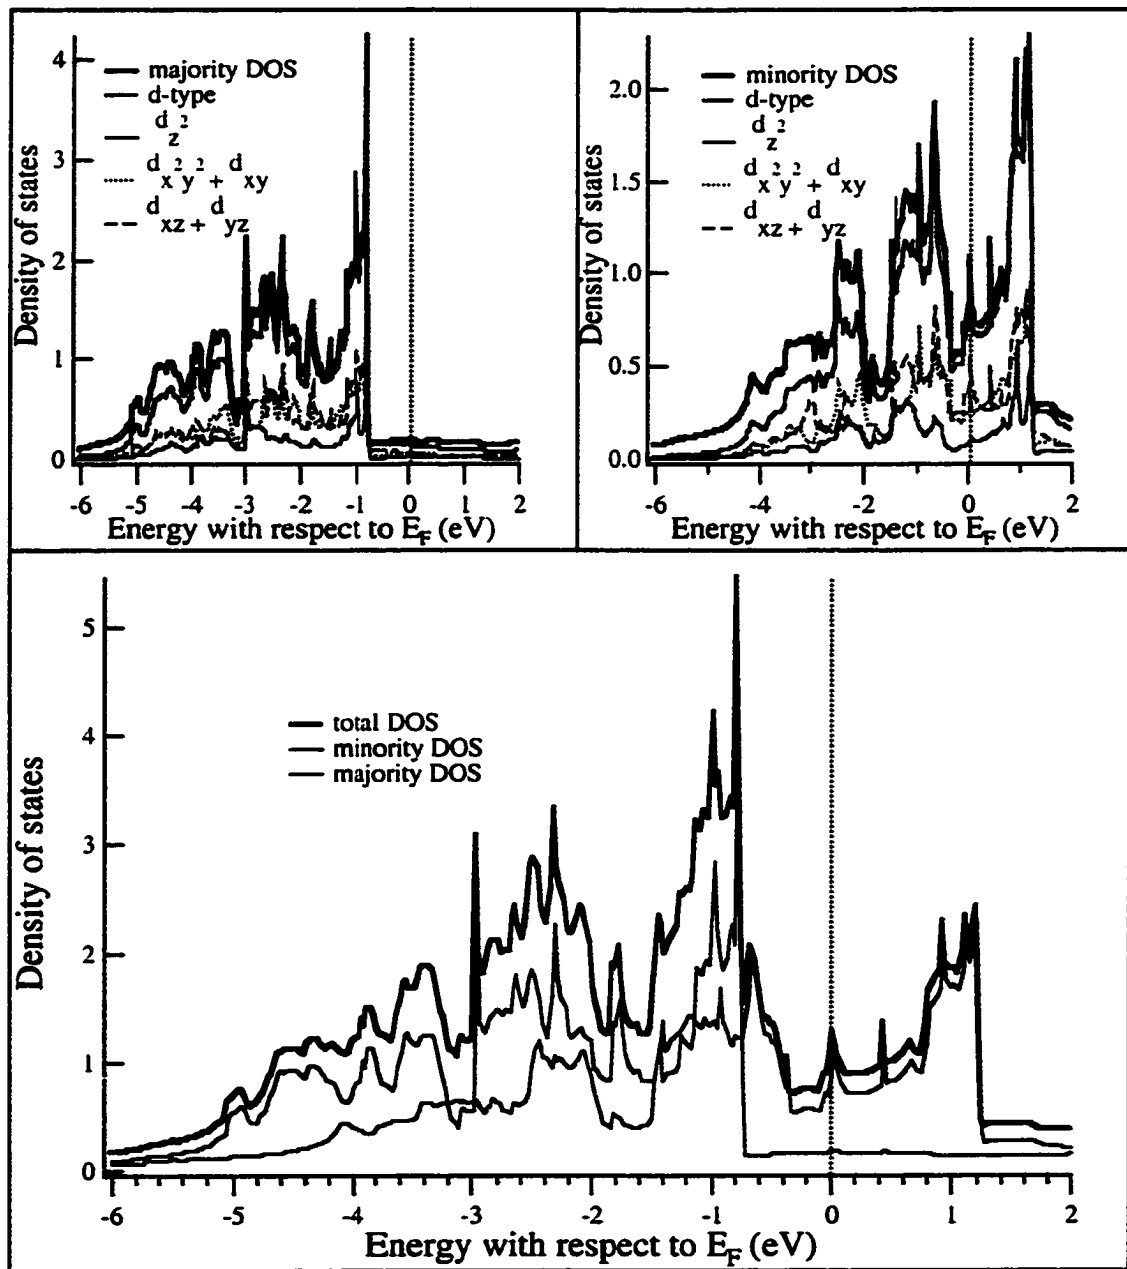 4
3
2
1
0
Density of states
majority DOS
d-type
d z 2
d x 2 y 2 + d xy
d xz + d yz
-6 -5 -4 -3 -2 -1 0 1 2
Energy with respect to E F (eV)
2.0
1.5
1.0
0.5
0.0
Density of states
minority DOS
d-type
d z 2
d x 2 y 2 + d xy
d xz + d yz
-6 -4 -2 0 2
Energy with respect to E F (eV)
5
4
3
2
1
0
Density of states
total DOS
minority DOS
majority DOS
-6 -5 -4 -3 -2 -1 0 1 2
Energy with respect to E F (eV)